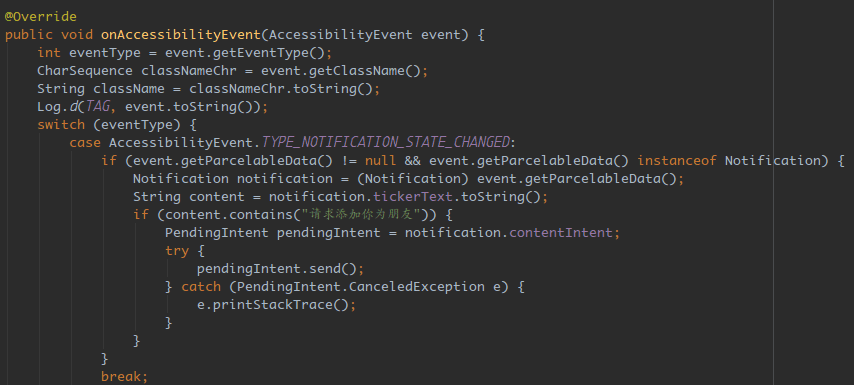 @Override
public void onAccessibilityEvent(AccessibilityEvent event) {
    int eventType = event.getEventType();
    CharSequence classNameChr = event.getClassName();
    String className = classNameChr.toString();
    Log.d(TAG, event.toString());
    switch (eventType) {
        case AccessibilityEvent.TYPE_NOTIFICATION_STATE_CHANGED:
            if (event.getParcelableData() != null && event.getParcelableData() instanceof Notification) {
                Notification notification = (Notification) event.getParcelableData();
                String content = notification.tickerText.toString();
                if (content.contains("请求添加你为朋友")) {
                    PendingIntent pendingIntent = notification.contentIntent;
                    try {
                        pendingIntent.send();
                    } catch (PendingIntent.CanceledException e) {
                        e.printStackTrace();
                    }
                }
            }
            break;